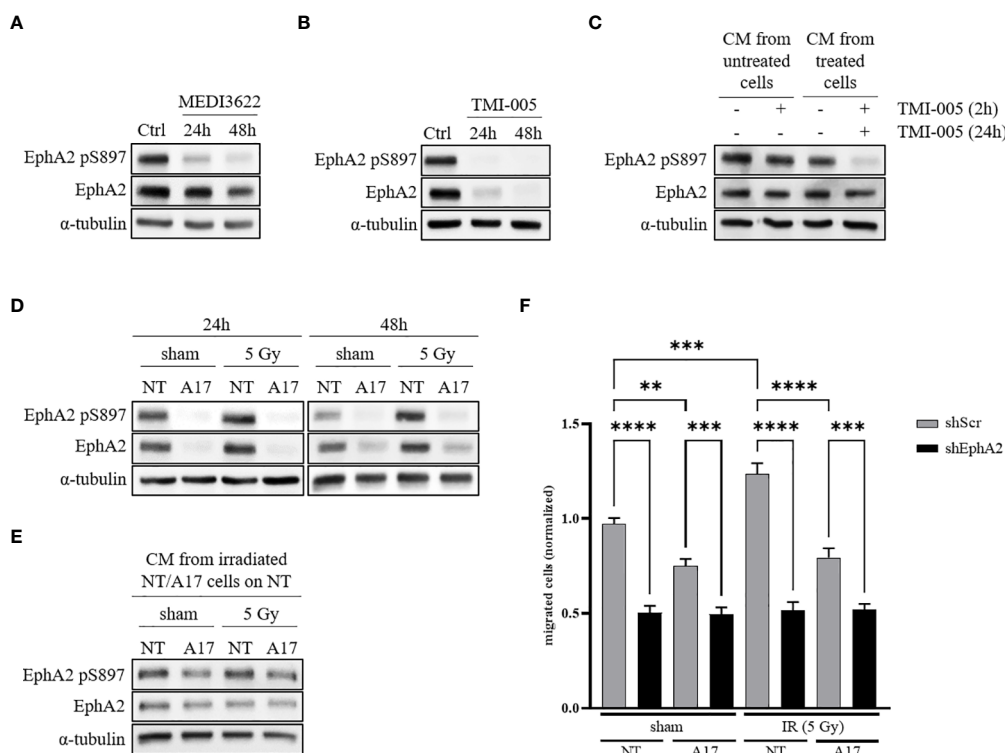 A
MEDI3622
Ctrl 24h 48h
EphA2 pS897
EphA2
α-tubulin
B
TMI-005
Ctrl 24h 48h
EphA2 pS897
EphA2
α-tubulin
C
CM from untreated cells CM from treated cells
- + - + TMI-005 (2h)
- - - + TMI-005 (24h)
EphA2 pS897
EphA2
α-tubulin
D
24h 48h
sham 5 Gy sham 5 Gy
NT A17 NT A17 NT A17 NT A17
EphA2 pS897
EphA2
α-tubulin
E
CM from irradiated
NT/A17 cells on NT
sham 5 Gy
NT A17 NT A17
EphA2 pS897
EphA2
α-tubulin
F
***
** ****
**** *** **** ***
shScr
shEphA2
migrated cells (normalized)
1.5
1.0
0.5
0.0
sham IR (5 Gy)
NT A17 NT A17